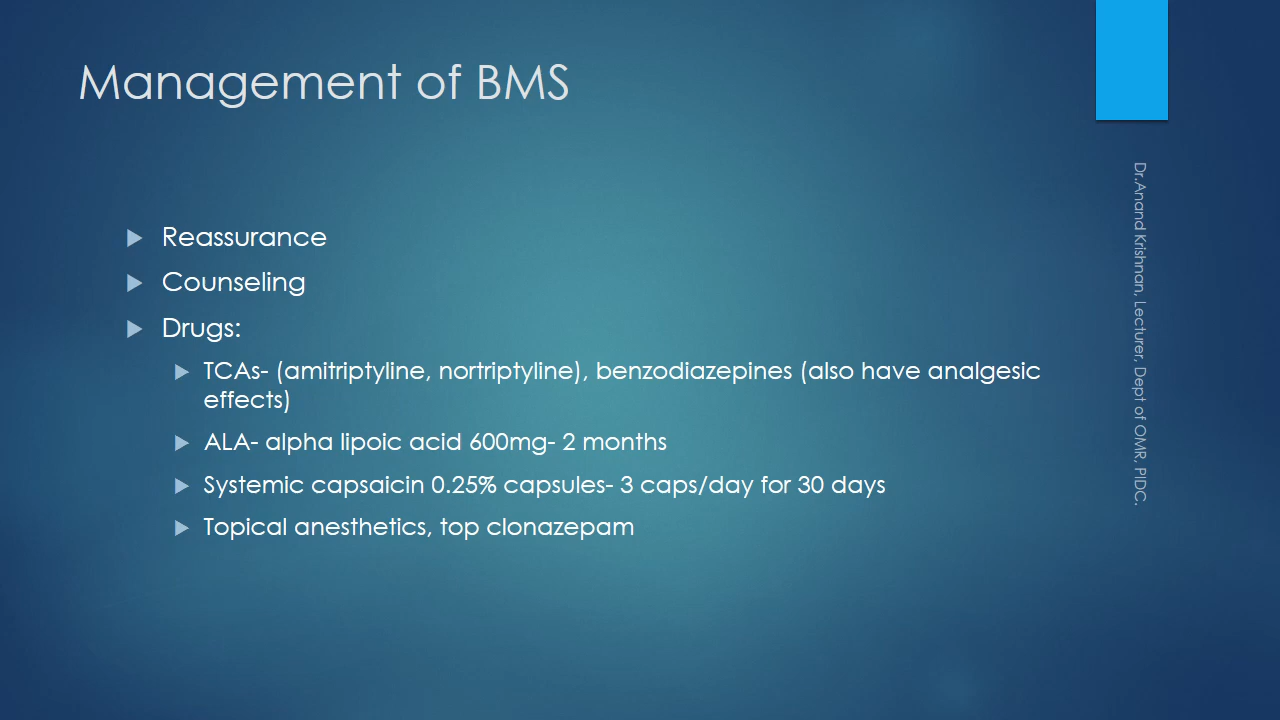 Management of BMS
Reassurance
Counseling
Drugs:
TCAs- (amitriptyline, nortriptyline), benzodiazepines (also have analgesic
effects)
ALA- alpha lipoic acid 600mg- 2 months
Systemic capsaicin 0.25% capsules- 3 caps/day for 30 days
Topical anesthetics, top clonazepam
Dr.Anand Krishnan, Lecturer, Dept of OMR, PIDC.